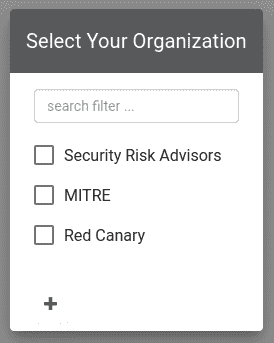 Select Your Organization
search filter ...
Security Risk Advisors
MITRE
Red Canary
+